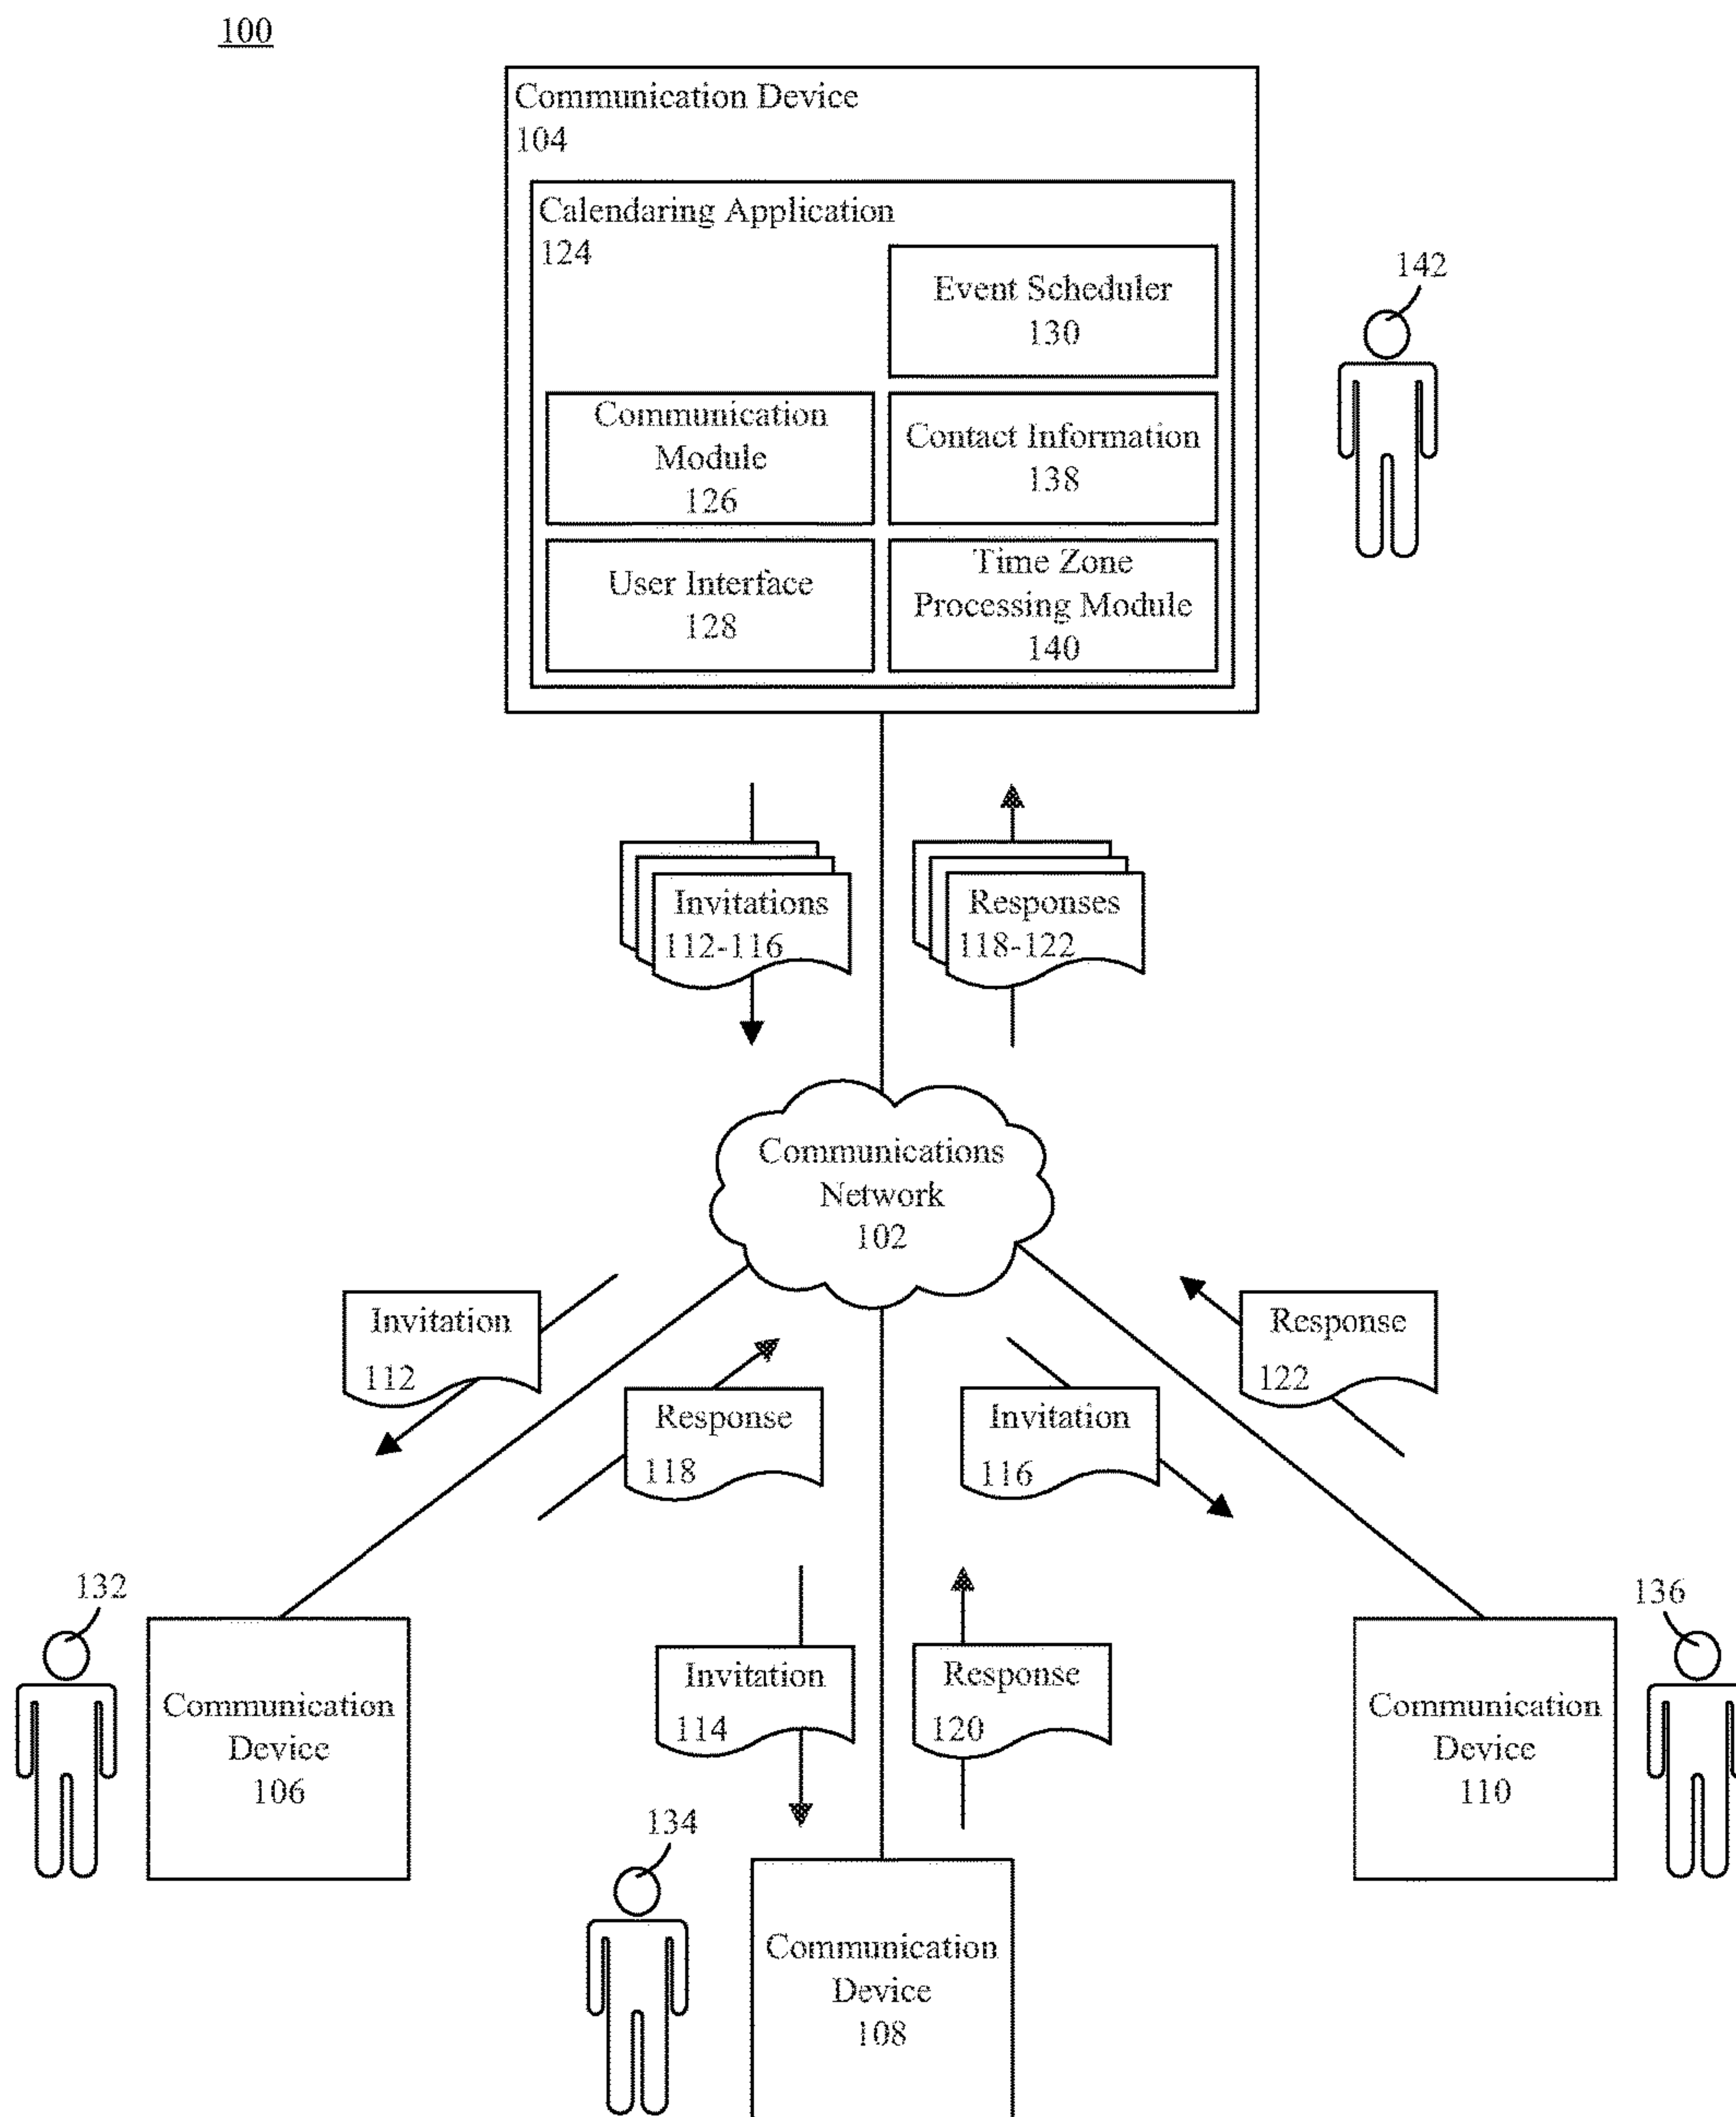 100
Communication Device
104
Calendaring Application
124
Event Scheduler
130
142
Communication
Module
126
Contact Information
138
User Interface
128
Time Zone
Processing Module
140
Invitations
112-116
Responses
118-122
Communications
Network
102
Invitation
112
Response
118
Invitation
116
Response
122
132
136
Invitation
114
Response
120
Communication
Device
106
Communication
Device
110
134
Communication
Device
108